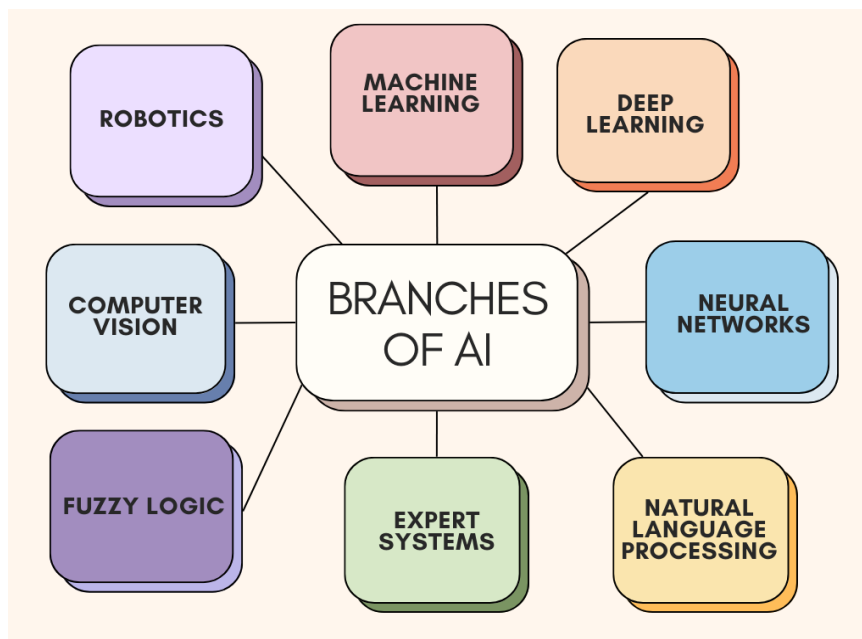 ROBOTICS
MACHINE
LEARNING
DEEP
LEARNING
COMPUTER
VISION
BRANCHES
OF AI
NEURAL
NETWORKS
FUZZY LOGIC
EXPERT
SYSTEMS
NATURAL
LANGUAGE
PROCESSING